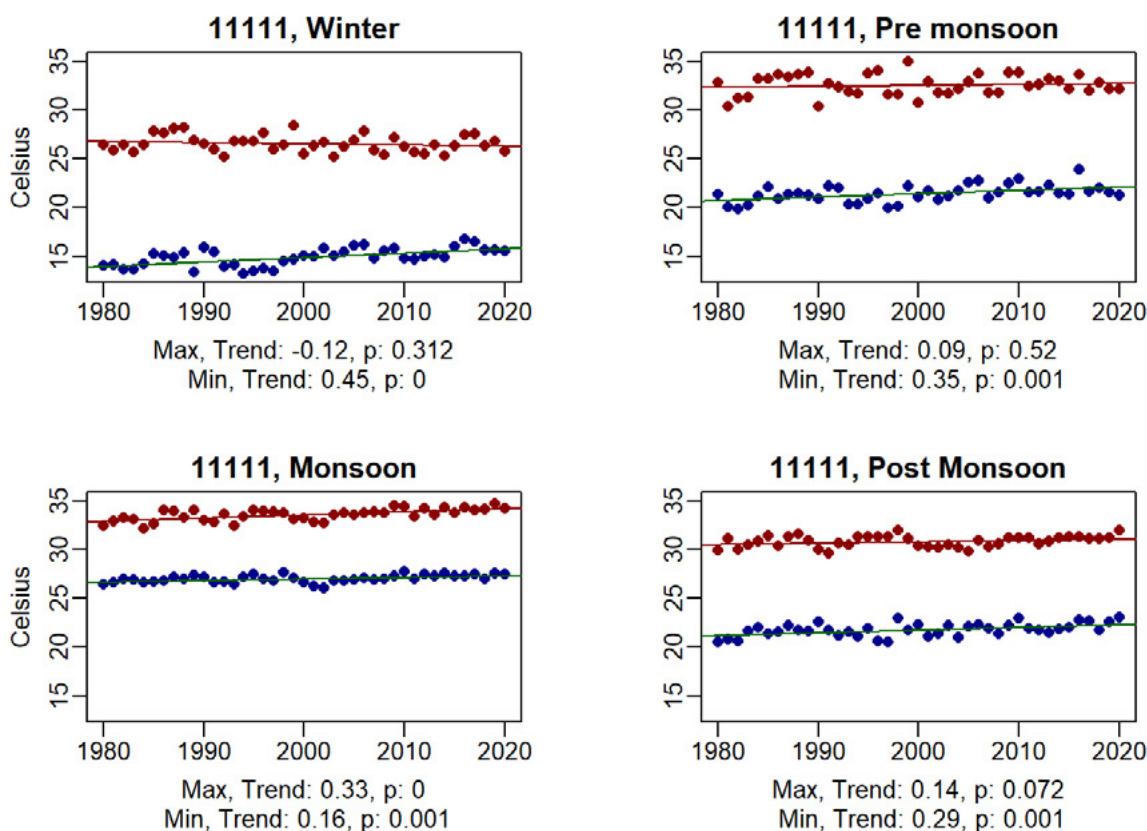 11111, Winter
35
30
25
20
15
Celsius
1980 1990 2000 2010 2020
Max, Trend: -0.12, p: 0.312
Min, Trend: 0.45, p: 0
11111, Pre monsoon
35
30
25
20
15
1980 1990 2000 2010 2020
Max, Trend: 0.09, p: 0.52
Min, Trend: 0.35, p: 0.001
11111, Monsoon
35
30
25
20
15
Celsius
1980 1990 2000 2010 2020
Max, Trend: 0.33, p: 0
Min, Trend: 0.16, p: 0.001
11111, Post Monsoon
35
30
25
20
15
1980 1990 2000 2010 2020
Max, Trend: 0.14, p: 0.072
Min, Trend: 0.29, p: 0.001